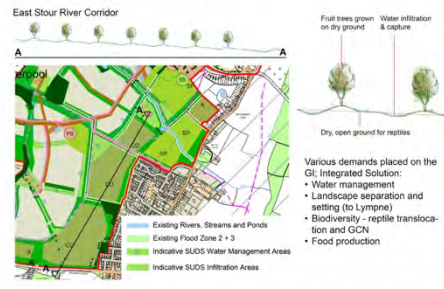 East Stour River Corridor
Fruit trees grown
on dry ground
Water infiltration
& capture
A
A
erpool
A
A
Dry, open ground for reptiles
Various demands placed on the
GI; Integrated Solution:
• Water management
• Landscape separation and
setting (to Lympne)
• Biodiversity - reptile transloca-
tion and GCN
• Food production
Existing Rivers, Streams and Ponds
Existing Flood Zone 2 + 3
Indicative SUDS Water Management Areas
Indicative SUDS Infiltration Areas